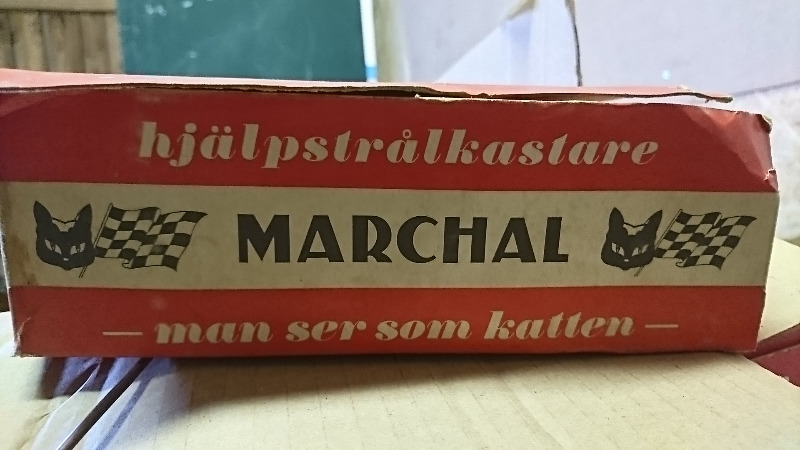 hjälpstrålkastare
MARCHAL
— man ser som katten —